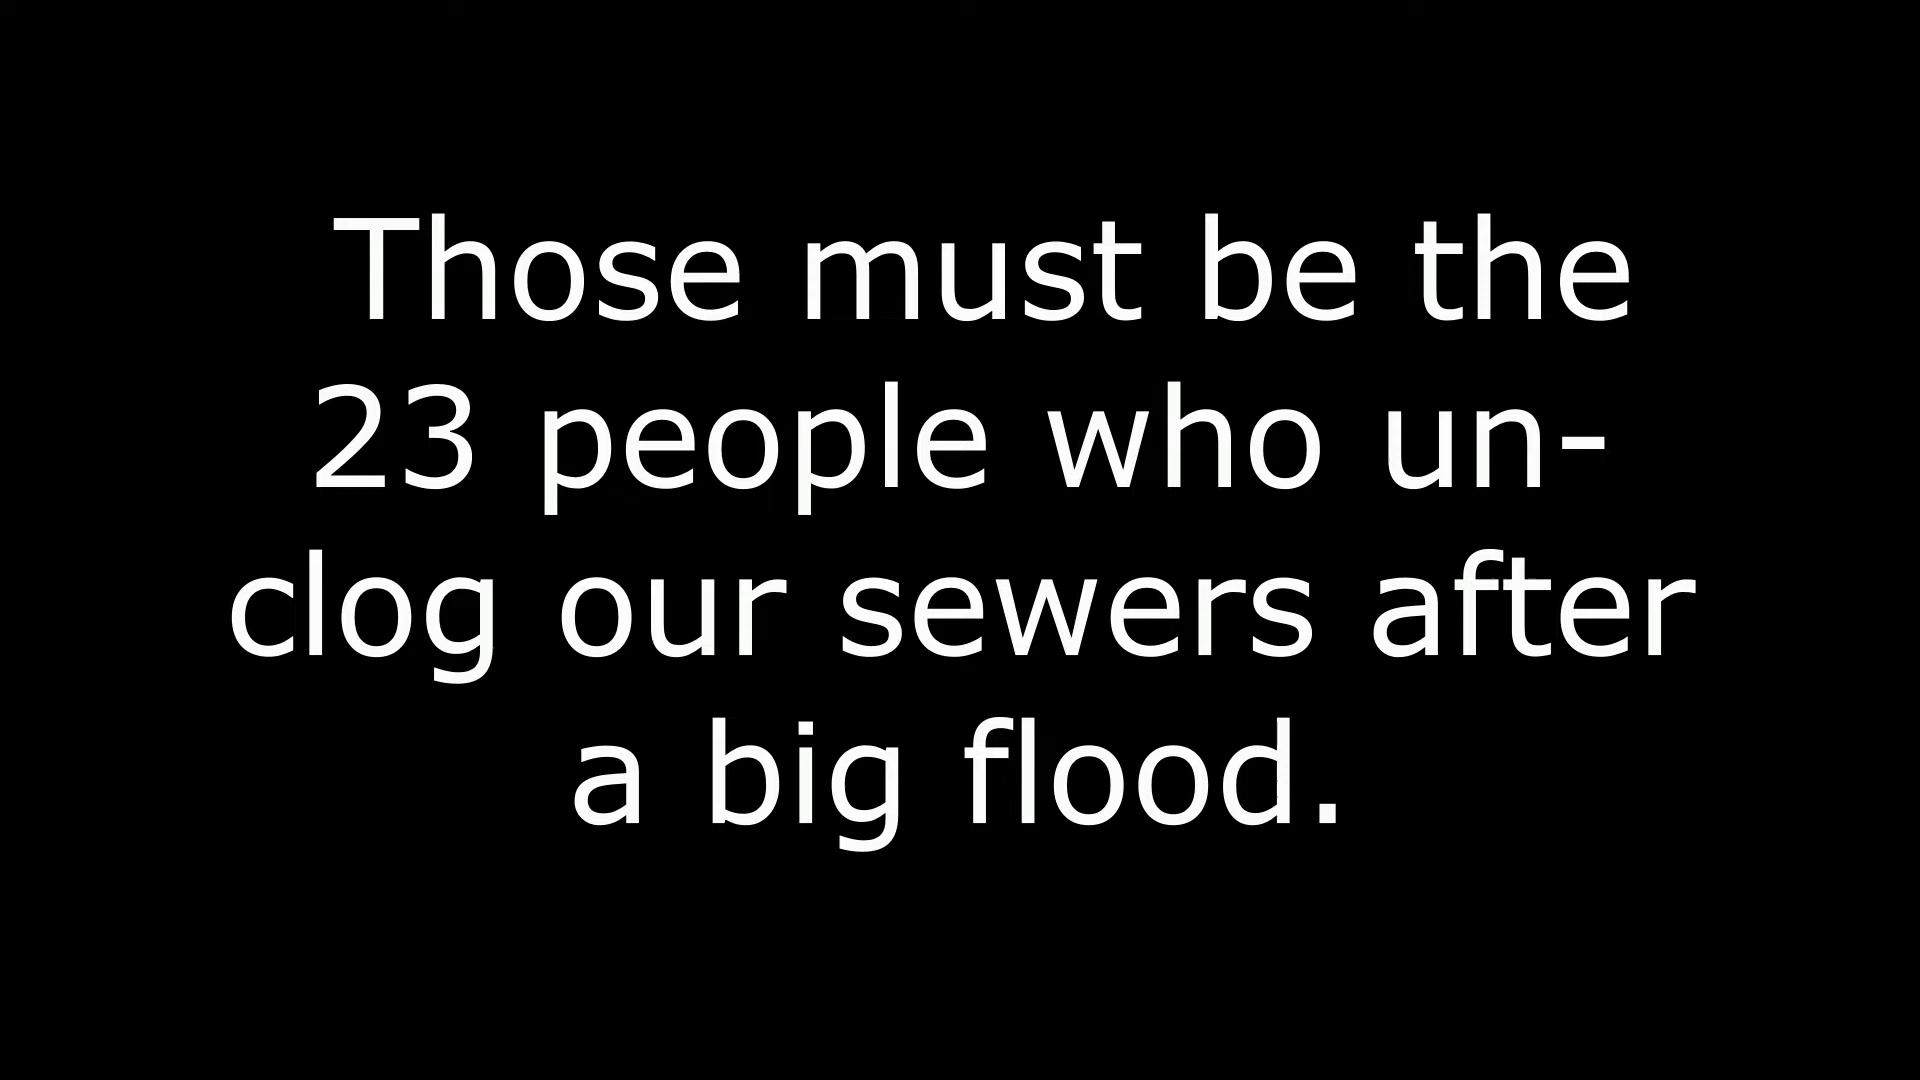 Those must be the
23 people who un-
clog our sewers after
a big flood.